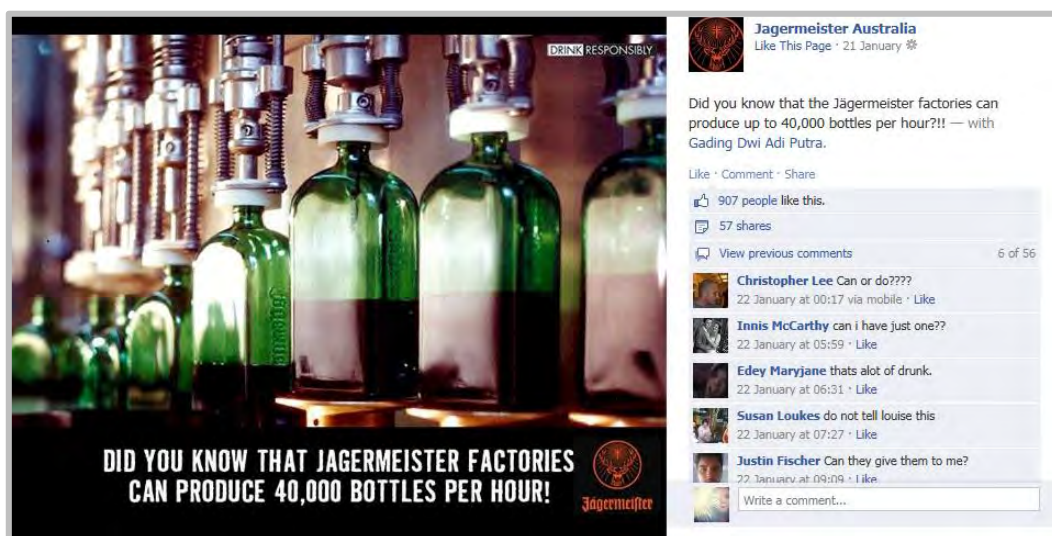 DRINK RESPONSIBLY
DID YOU KNOW THAT JAGERMEISTER FACTORIES
CAN PRODUCE 40,000 BOTTLES PER HOUR!
Jägermeister
Jagermeister Australia
Like This Page · 21 January
Did you know that the Jägermeister factories can
produce up to 40,000 bottles per hour?!! — with
Gading Dwi Adi Putra.
Like · Comment · Share
907 people like this.
57 shares
View previous comments 6 of 56
Christopher Lee Can or do????
22 January at 00:17 via mobile · Like
Innis McCarthy can i have just one??
22 January at 05:59 · Like
Edey Maryjane thats alot of drunk.
22 January at 06:31 · Like
Susan Loukes do not tell louise this
22 January at 07:27 · Like
Justin Fischer Can they give them to me?
22 January at 09:09 · Like
Write a comment...